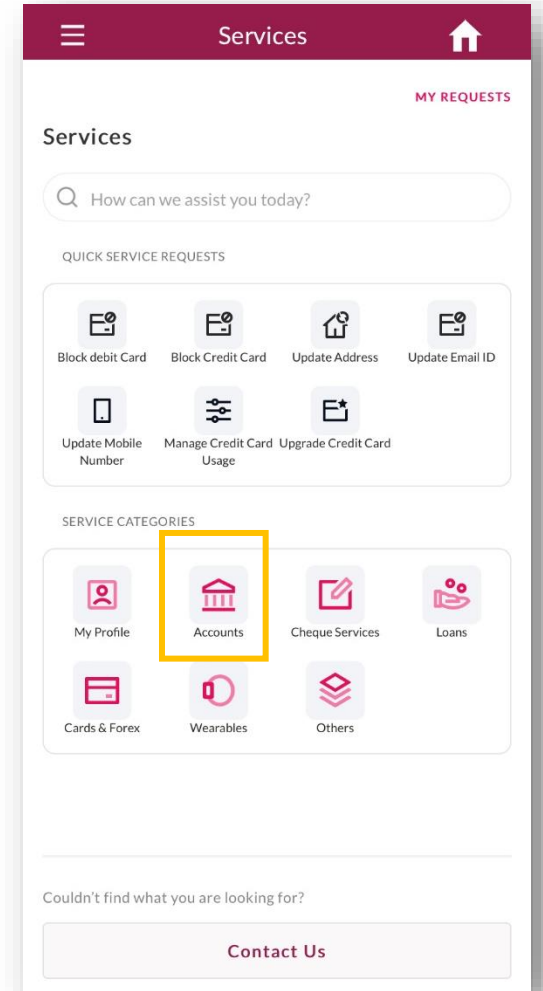 Services
MY REQUESTS
Services
How can we assist you today?
QUICK SERVICE REQUESTS
Block debit Card
Block Credit Card
Update Address
Update Email ID
Update Mobile
Number
Manage Credit Card
Usage
Upgrade Credit Card
SERVICE CATEGORIES
My Profile
Accounts
Cheque Services
Loans
Cards & Forex
Wearables
Others
Couldn't find what you are looking for?
Contact Us